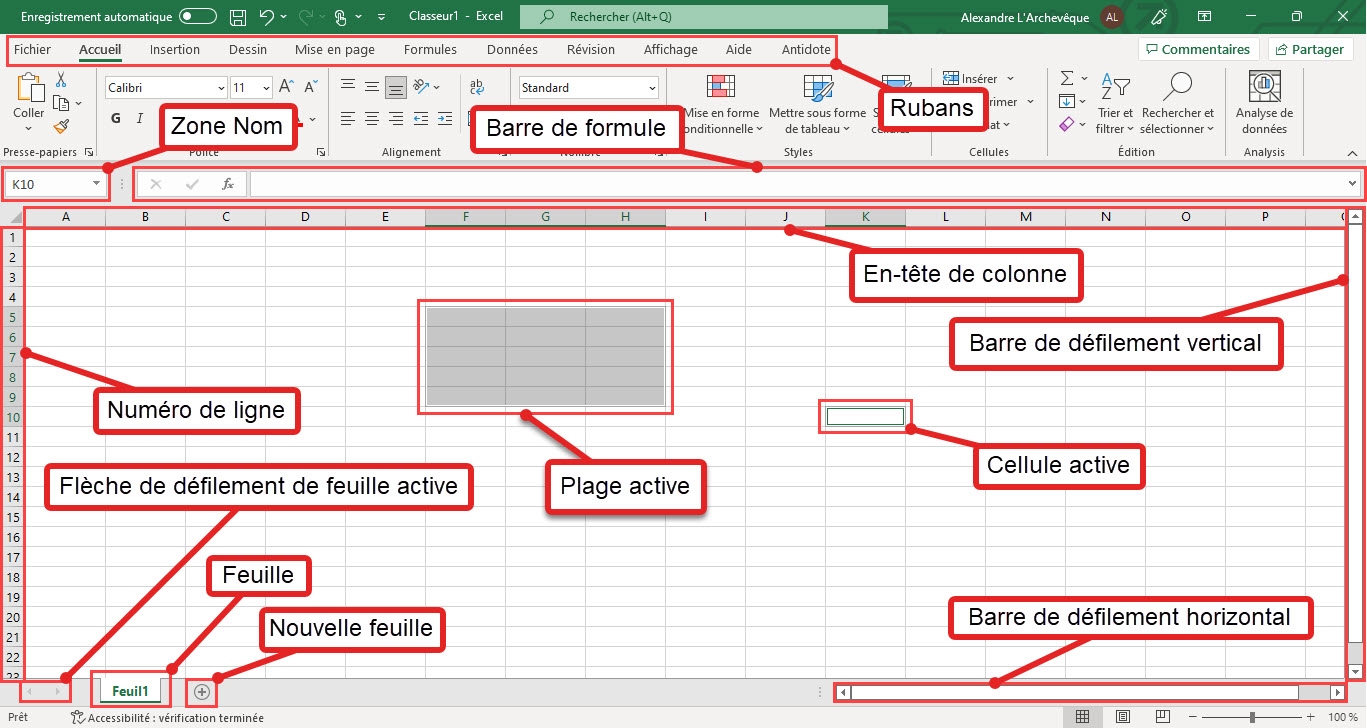 Enregistrement automatique
Classeur1 - Excel
Rechercher (Alt+Q)
Alexandre L'Archevêque
AL
Fichier Accueil Insertion Dessin Mise en page Formules Données Révision Affichage Aide Antidote
Commentaires
Partager
Coller
Calibri
11
G I
ab
Standard
Mise en forme
conditionnelle
Mettre sous forme
de tableau
Insérer
Trier et
filtrer
Rechercher et
sélectionner
Analyse de
données
Presse-papiers
Police
Alignement
Nombre
Styles
Cellules
Édition
Analysis
Zone Nom
Barre de formule
Rubans
K10
fx
A B C D E F G H I J K L M N O P
1
2
3
4
5
6
7
8
9
10
11
12
13
14
15
16
17
18
19
20
21
22
23
En-tête de colonne
Barre de défilement vertical
Numéro de ligne
Cellule active
Flèche de défilement de feuille active
Plage active
Feuille
Nouvelle feuille
Barre de défilement horizontal
Feuil1
Prêt
Accessibilité : vérification terminée
100 %